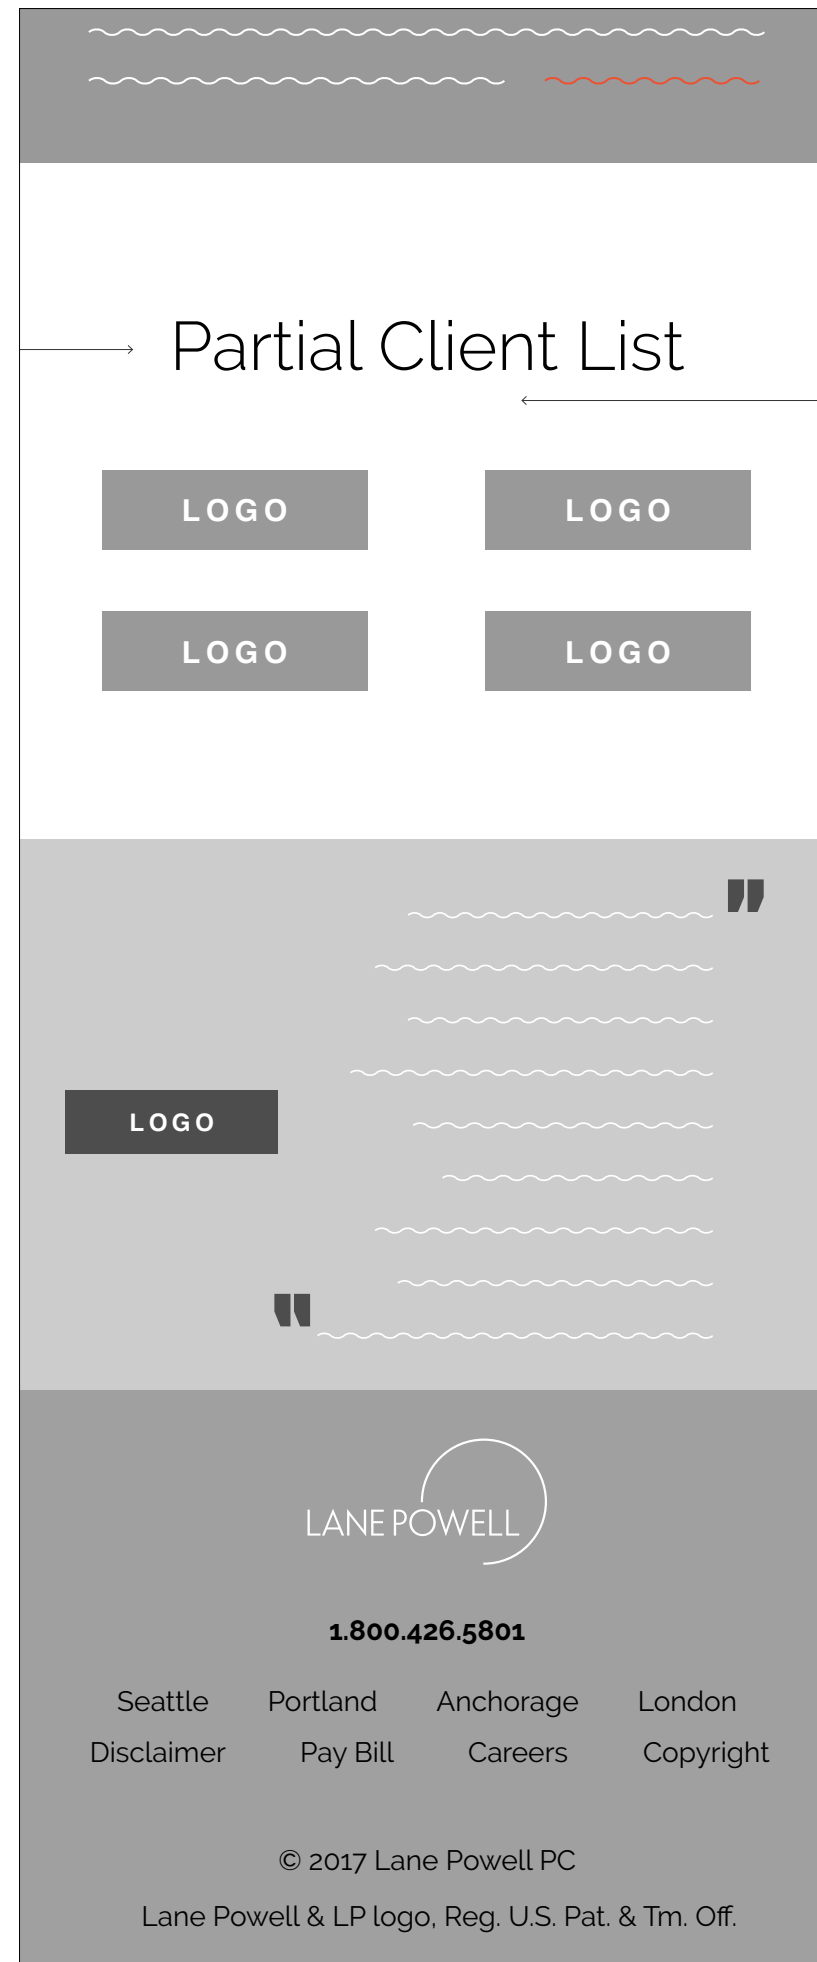 Partial Client List
LOGO LOGO
LOGO LOGO
"
LOGO
"
LANE POWELL
1.800.426.5801
Seattle Portland Anchorage London
Disclaimer Pay Bill Careers Copyright
© 2017 Lane Powell PC
Lane Powell & LP logo, Reg. U.S. Pat. & Tm. Off.